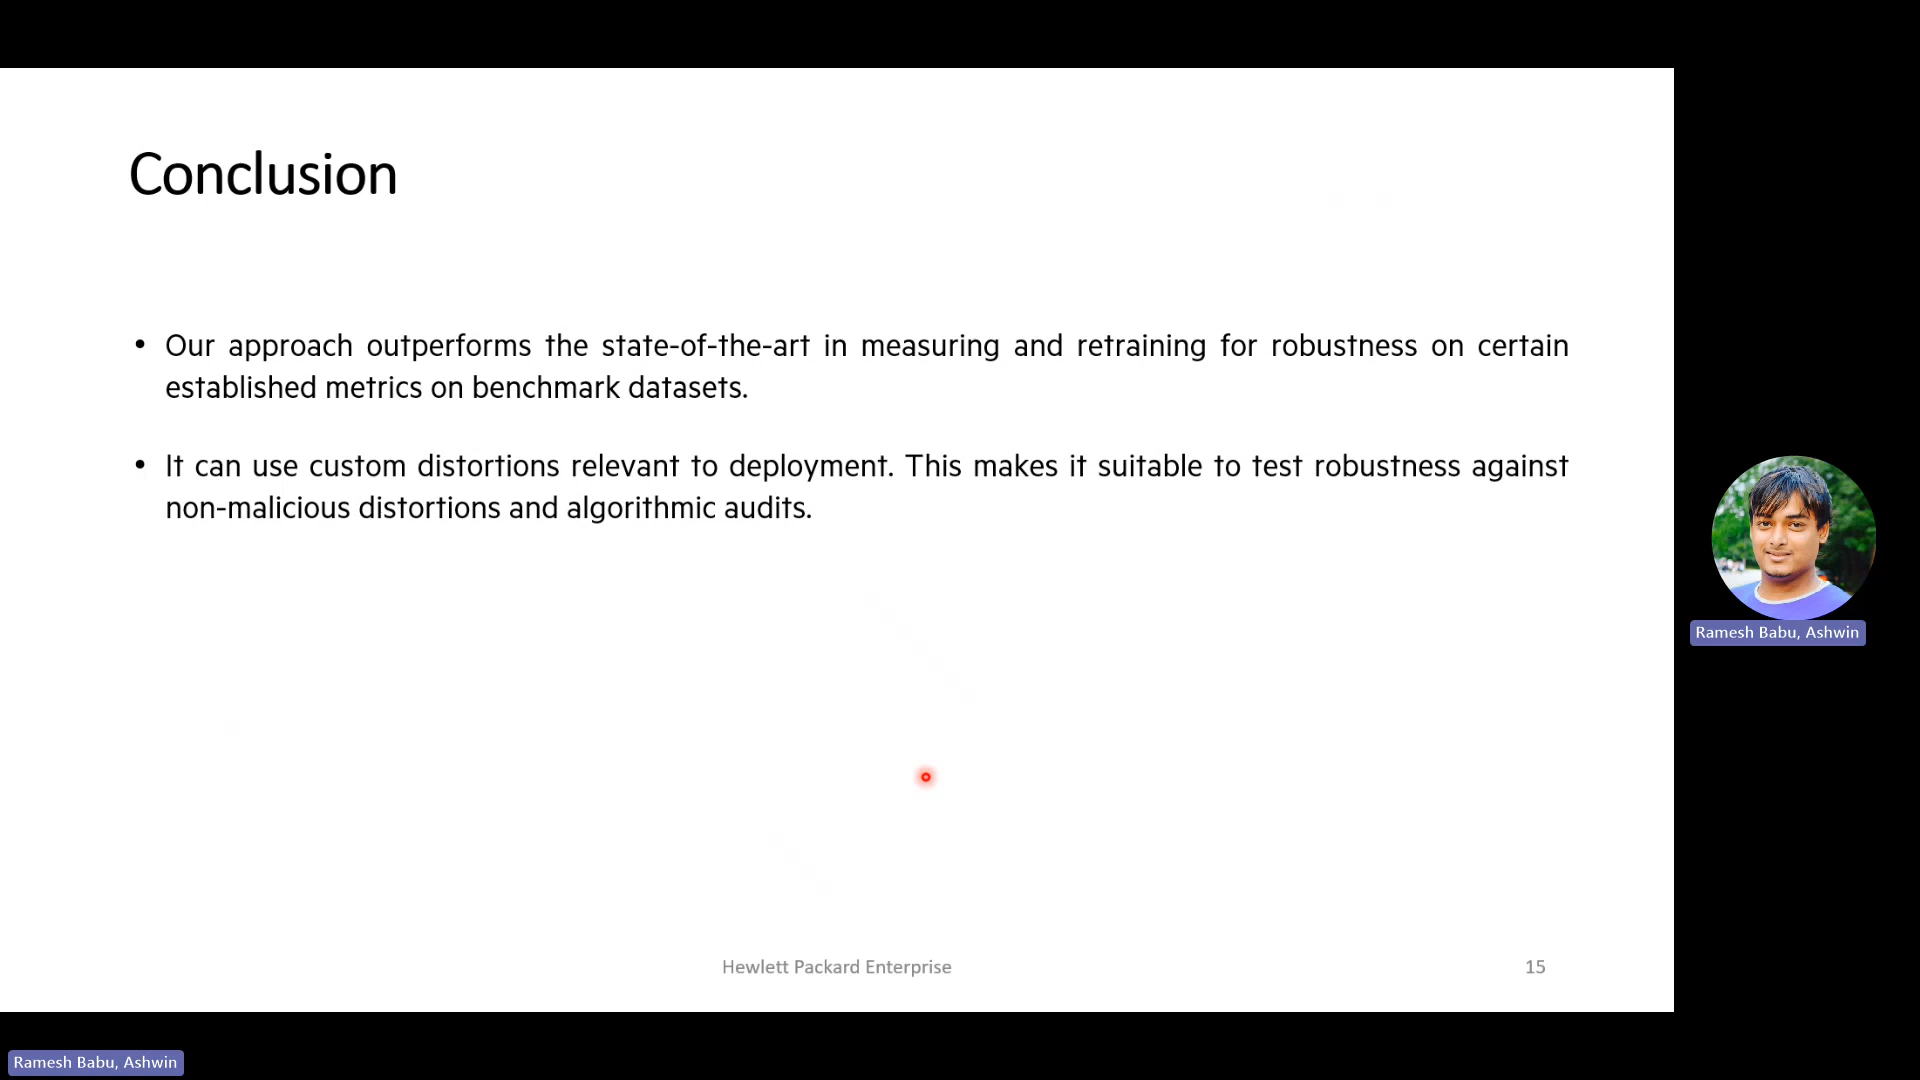 Conclusion
• Our approach outperforms the state-of-the-art in measuring and retraining for robustness on certain
established metrics on benchmark datasets.
• It can use custom distortions relevant to deployment. This makes it suitable to test robustness against
non-malicious distortions and algorithmic audits.
Ramesh Babu, Ashwin
Hewlett Packard Enterprise
15
Ramesh Babu, Ashwin